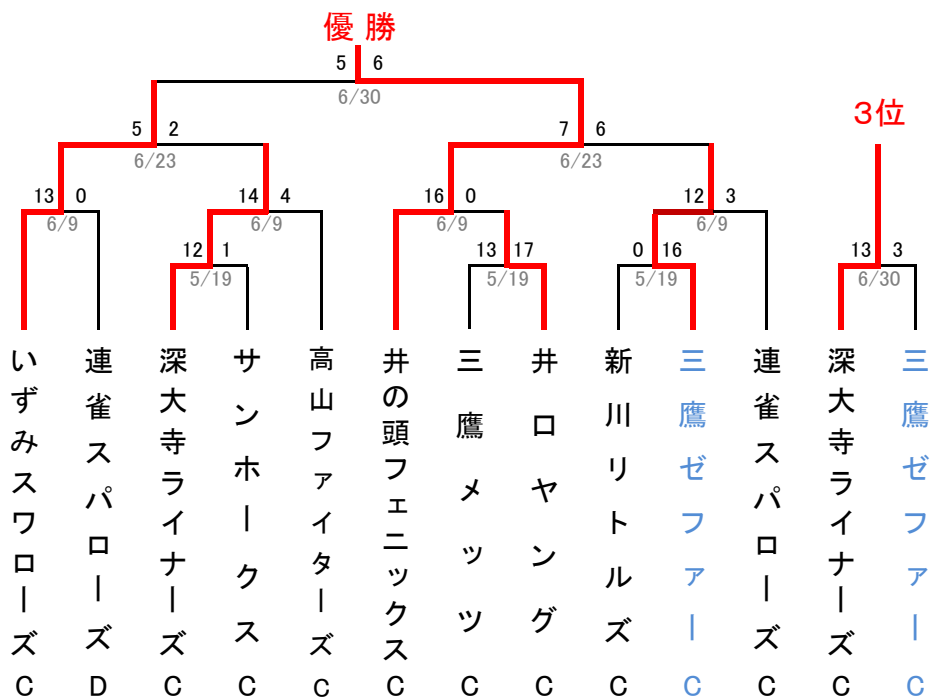 優勝
5 6
6/30
3位
5 2
6/23
7 6
6/23
13 0
6/9
14 4
6/9
16 0
6/9
12 3
6/9
12 1
5/19
13 17
5/19
0 16
5/19
13 3
6/30
いずみスワローズC
連雀スパローズD
深大寺ライナーズC
サンホークスC
高山ファイターズC
井の頭フェニックスC
三鷹メッツC
井ロヤングC
新川リトルズC
三鷹ゼファーC
連雀スパローズC
深大寺ライナーズC
三鷹ゼファーC